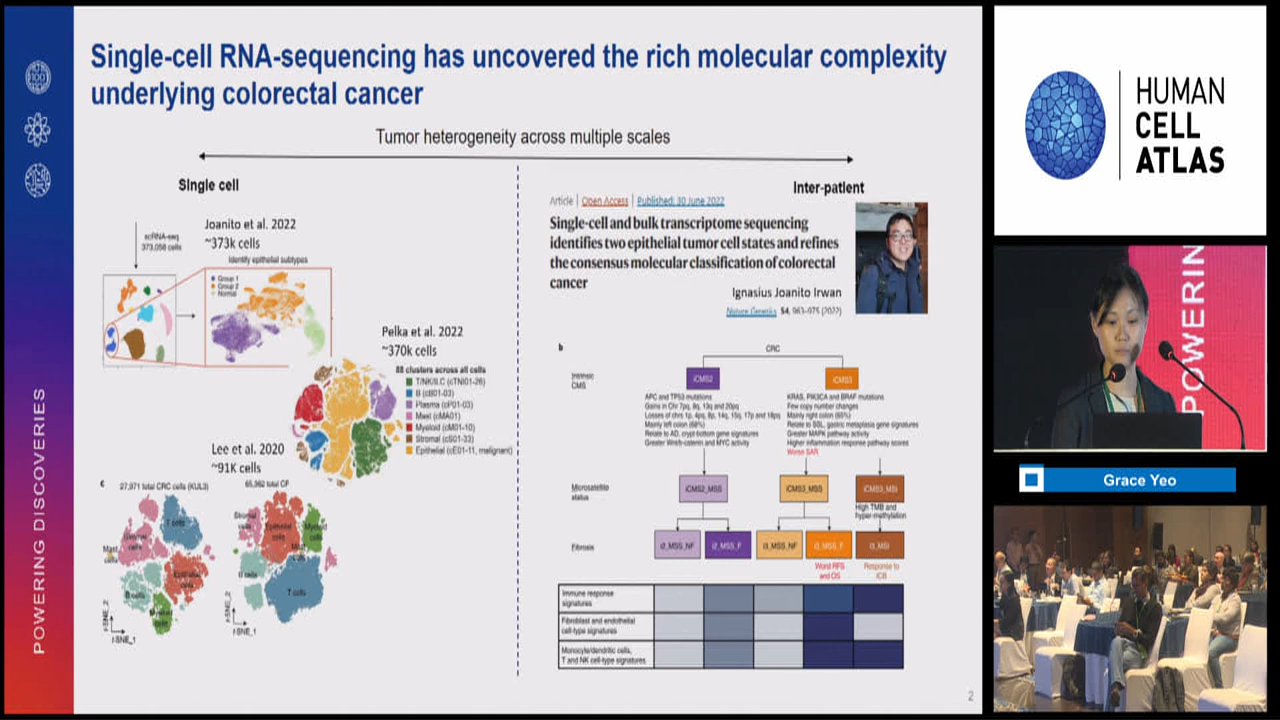 Single-cell RNA-sequencing has uncovered the rich molecular complexity
underlying colorectal cancer
Tumor heterogeneity across multiple scales
Single cell
Inter-patient
Joanito et al. 2022
~373k cells
scRNA-seq
373,058 cells
Identify epithelial subtypes
Group 1
Group 2
Normal
Pelka et al. 2022
~370k cells
88 clusters across all cells
T/NK/ILC (cTNI01-26)
B (cB01-03)
Plasma (cP01-03)
Mast (cMA01)
Myeloid (cM01-10)
Stromal (cS01-33)
Epithelial (cE01-11, malignant)
Lee et al. 2020
~91K cells
c
27,971 total CRC cells (KUL3)
T cells
Stromal
cells
Mast
cells
Epithelial
cells
B cells
t-SNE_2
t-SNE_1
Stromal
cells
Epithelial
cells
Myeloid
cells
Mast
cells
B cells
T cells
t-SNE_2
t-SNE_1
Article | Open Access | Published: 30 June 2022
Single-cell and bulk transcriptome sequencing
identifies two epithelial tumor cell states and refines
the consensus molecular classification of colorectal
cancer
Ignasius Joanito Irwan
Nature Genetics 54, 963–975 (2022)
b
CRC
Intrinsic
CMS
iCMS2
iCMS3
APC and TP53 mutations
Gains in Chr 7pq, 8q, 13q and 20pq
Losses of chrs 1p, 4pq, 8p, 14q, 15q, 17p and 18pq
Mainly left colon (68%)
Relate to AD, crypt-bottom gene signatures
Greater Wnt/b-catenin and MYC activity
KRAS, PIK3CA and BRAF mutations
Few copy number changes
Mainly right colon (65%)
Relate to SSL, gastric metaplasia gene signatures
Greater MAPK pathway activity
Higher inflammation response pathway scores
Worse SAR
Microsatellite
status
iCMS2_MSS
iCMS3_MSS
iCMS3_MSI
High TMB and
hyper-methylation
Fibrosis
i2_MSS_NF
i2_MSS_F
i3_MSS_NF
i3_MSS_F
i3_MSI
Worst RFS
and OS
Response to
ICB
Immune response
signatures
Fibroblast and endothelial
cell-type signatures
Monocyte/dendritic cells,
T and NK cell-type signatures
2
POWERING DISCOVERIES
HUMAN
CELL
ATLAS
POWERIN
Grace Yeo